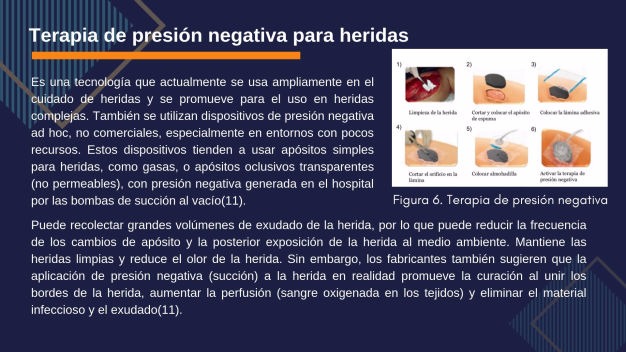 Terapia de presión negativa para heridas
Es una tecnología que actualmente se usa ampliamente en el
cuidado de heridas y se promueve para el uso en heridas
complejas. También se utilizan dispositivos de presión negativa
ad hoc, no comerciales, especialmente en entornos con pocos
recursos. Estos dispositivos tienden a usar apósitos simples
para heridas, como gasas, o apósitos oclusivos transparentes
(no permeables), con presión negativa generada en el hospital
por las bombas de succión al vacío(11).
1)
Limpieza de la herida
2)
Cortar y colocar el apósito
de espuma
3)
Colocar la lámina adhesiva
4)
Cortar el orificio en la
lámina
5)
Colocar almohadilla
6)
Activar la terapia de
presión negativa
Figura 6. Terapia de presión negativa
Puede recolectar grandes volúmenes de exudado de la herida, por lo que puede reducir la frecuencia
de los cambios de apósito y la posterior exposición de la herida al medio ambiente. Mantiene las
heridas limpias y reduce el olor de la herida. Sin embargo, los fabricantes también sugieren que la
aplicación de presión negativa (succión) a la herida en realidad promueve la curación al unir los
bordes de la herida, aumentar la perfusión (sangre oxigenada en los tejidos) y eliminar el material
infeccioso y el exudado(11).